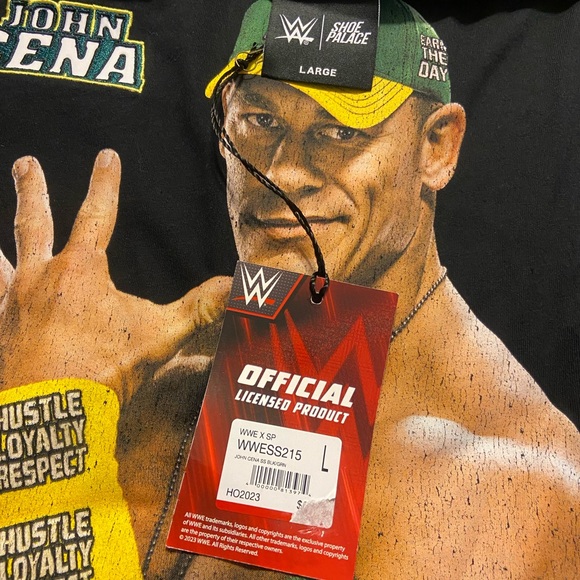 JOHN
CENA
W
SHOE
PALACE
LARGE
EARN
THE
DAY
W
OFFICIAL
LICENSED PRODUCT
WWE X SP
WWESS215
L
JOHN CENA SS BLK/GRN
HO2023
$
All WWE trademarks, logos and copyrights are the exclusive property
of WWE and its subsidiaries. All other trademarks, logos and copyrights
are the property of their respective owners.
© 2023 WWE. All Rights Reserved.
HUSTLE
LOYALTY
RESPECT
HUSTLE
LOYALTY